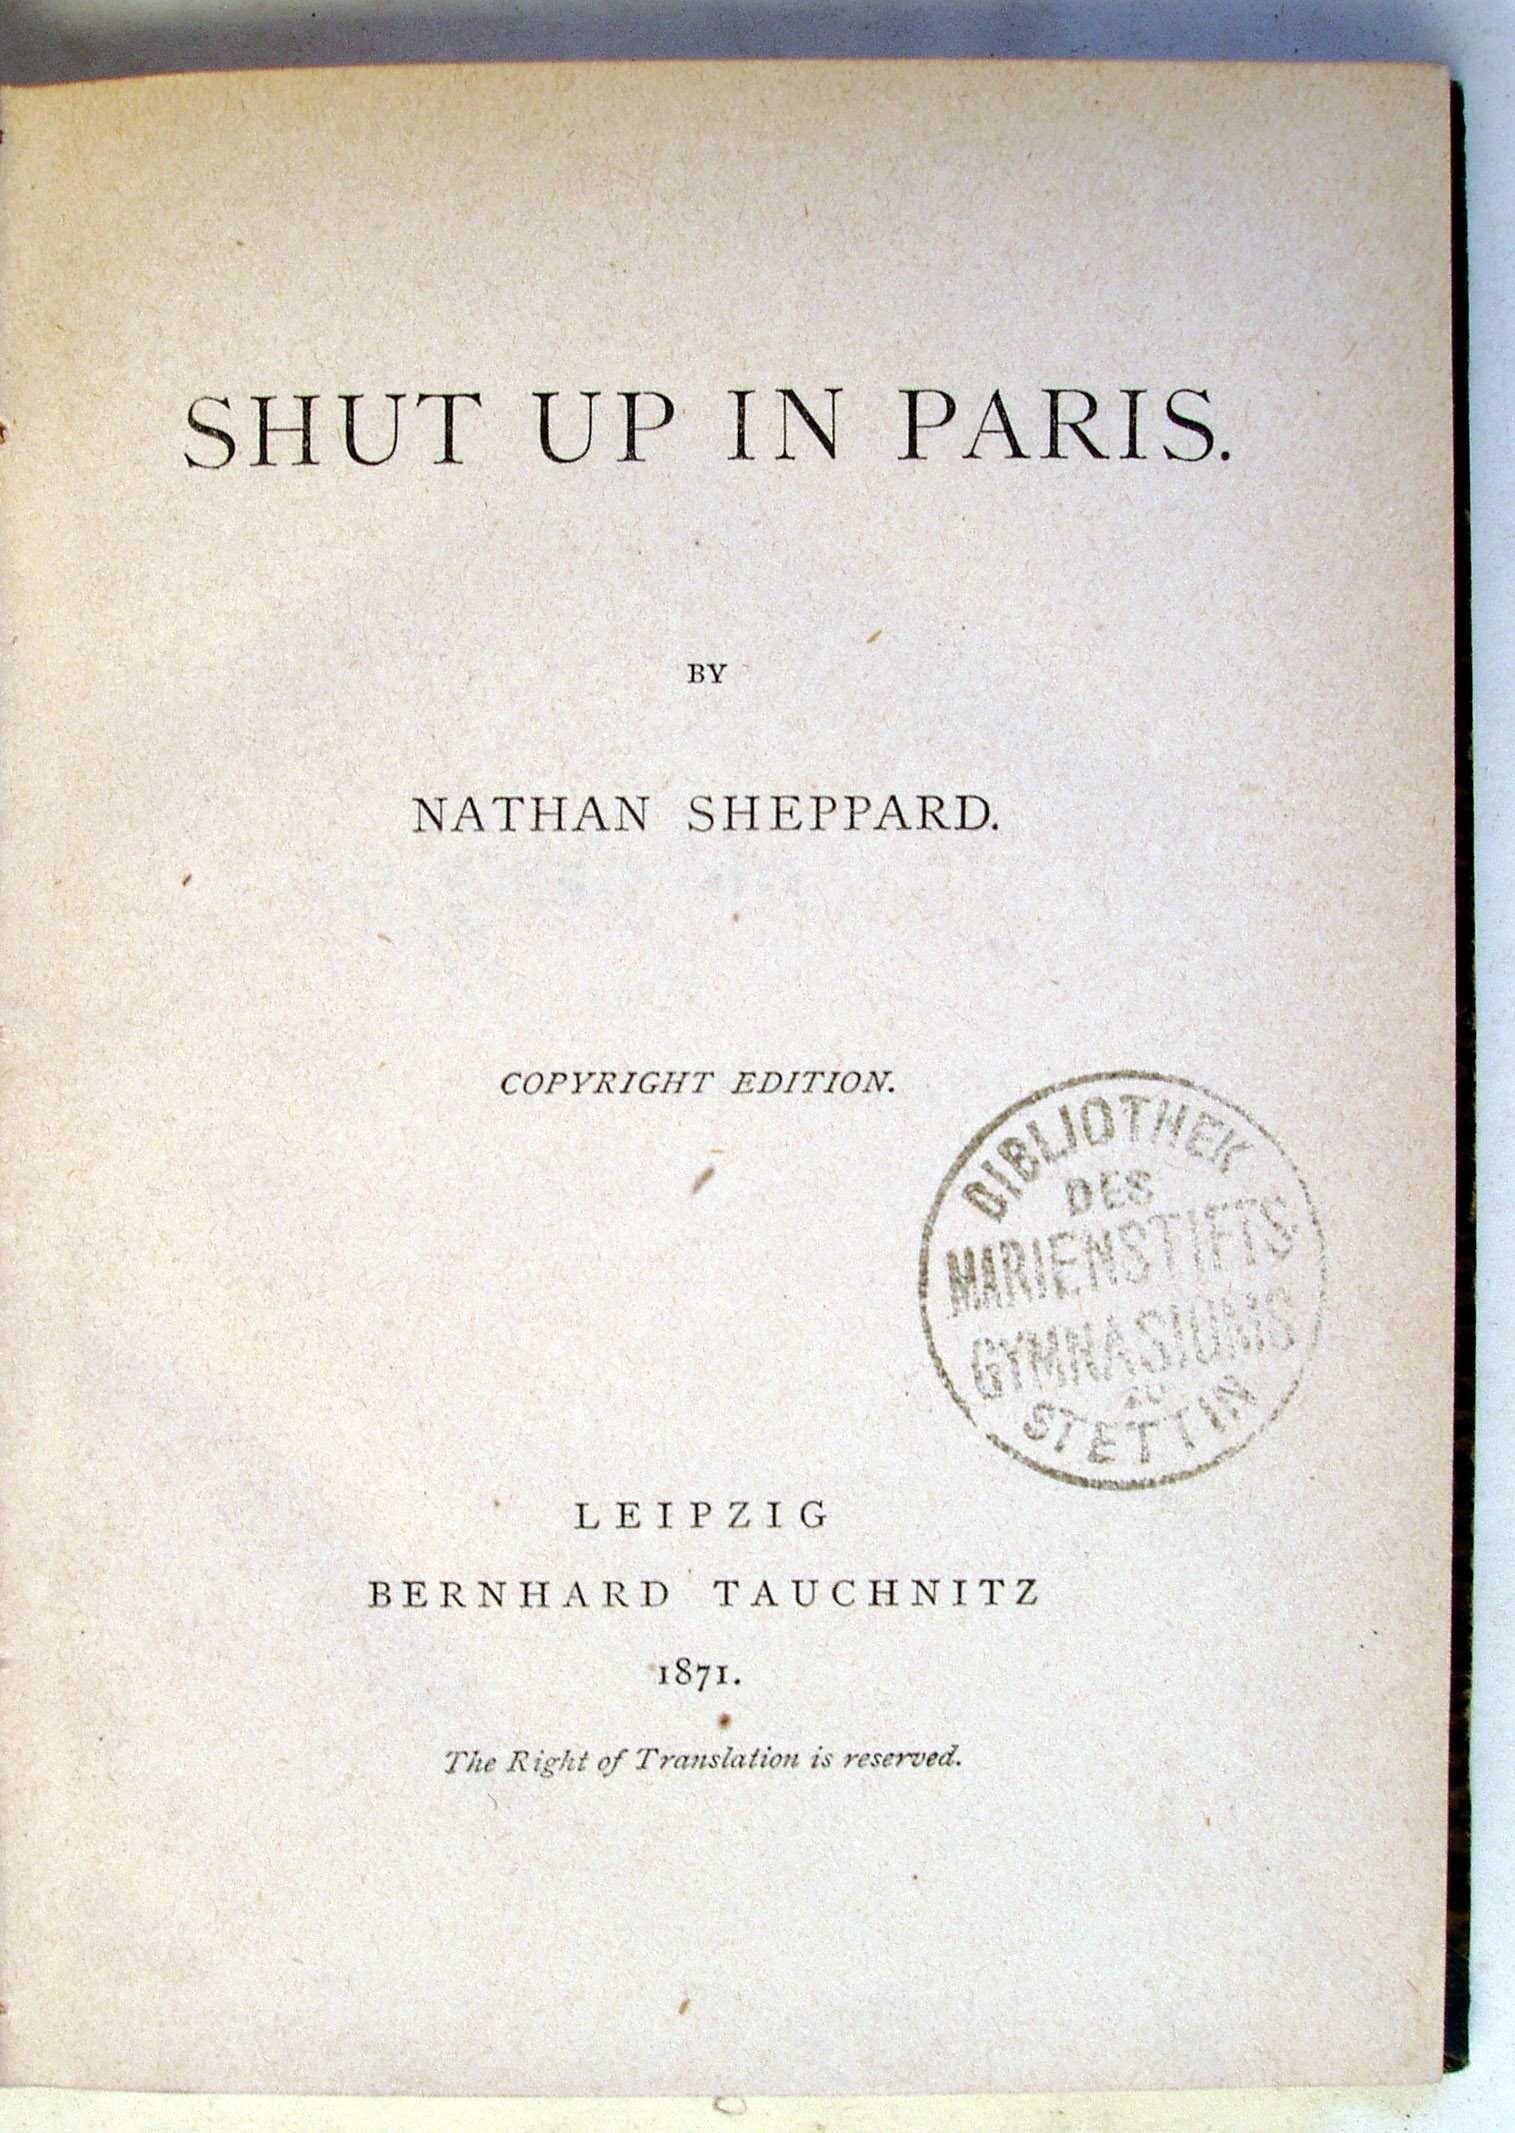 SHUT UP IN PARIS.
BY
NATHAN SHEPPARD.
COPYRIGHT EDITION.
BIBLIOTHEK
DES
MARIENSTIFTS
GYMNASIUMS
ZU
STETTIN
LEIPZIG
BERNHARD TAUCHNITZ
1871.
The Right of Translation is reserved.